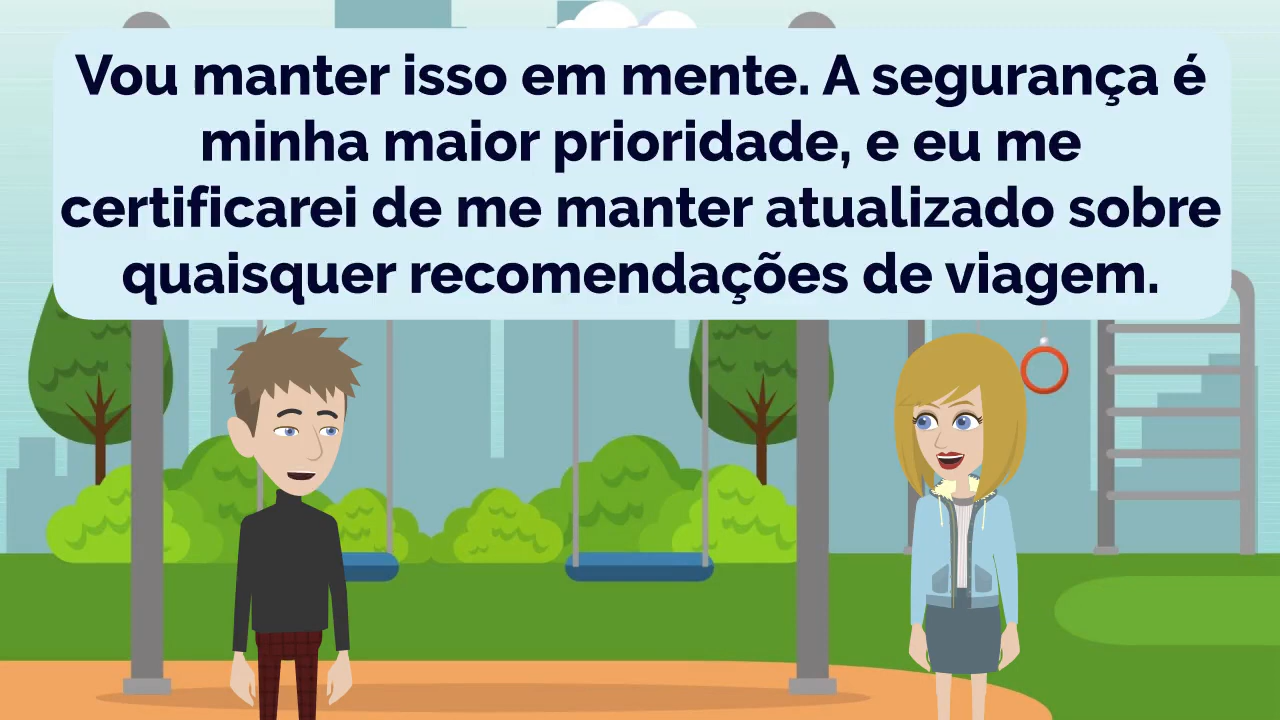 Vou manter isso em mente. A segurança é
minha maior prioridade, e eu me
certificarei de me manter atualizado sobre
quaisquer recomendações de viagem.